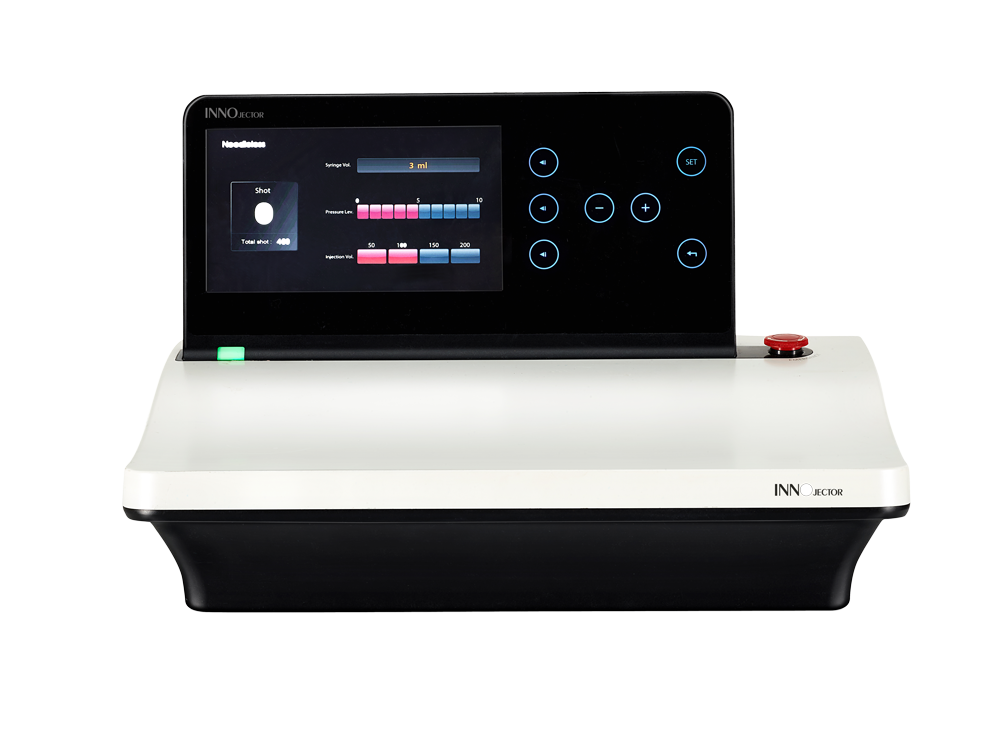 INNOJECTOR
Needleless
Shot
Total shot :
Syringe Vol. 3 ml
0 5 10
Pressure Lev.
50 100 150 200
Injection Vol.
SET
− +
INNOJECTOR